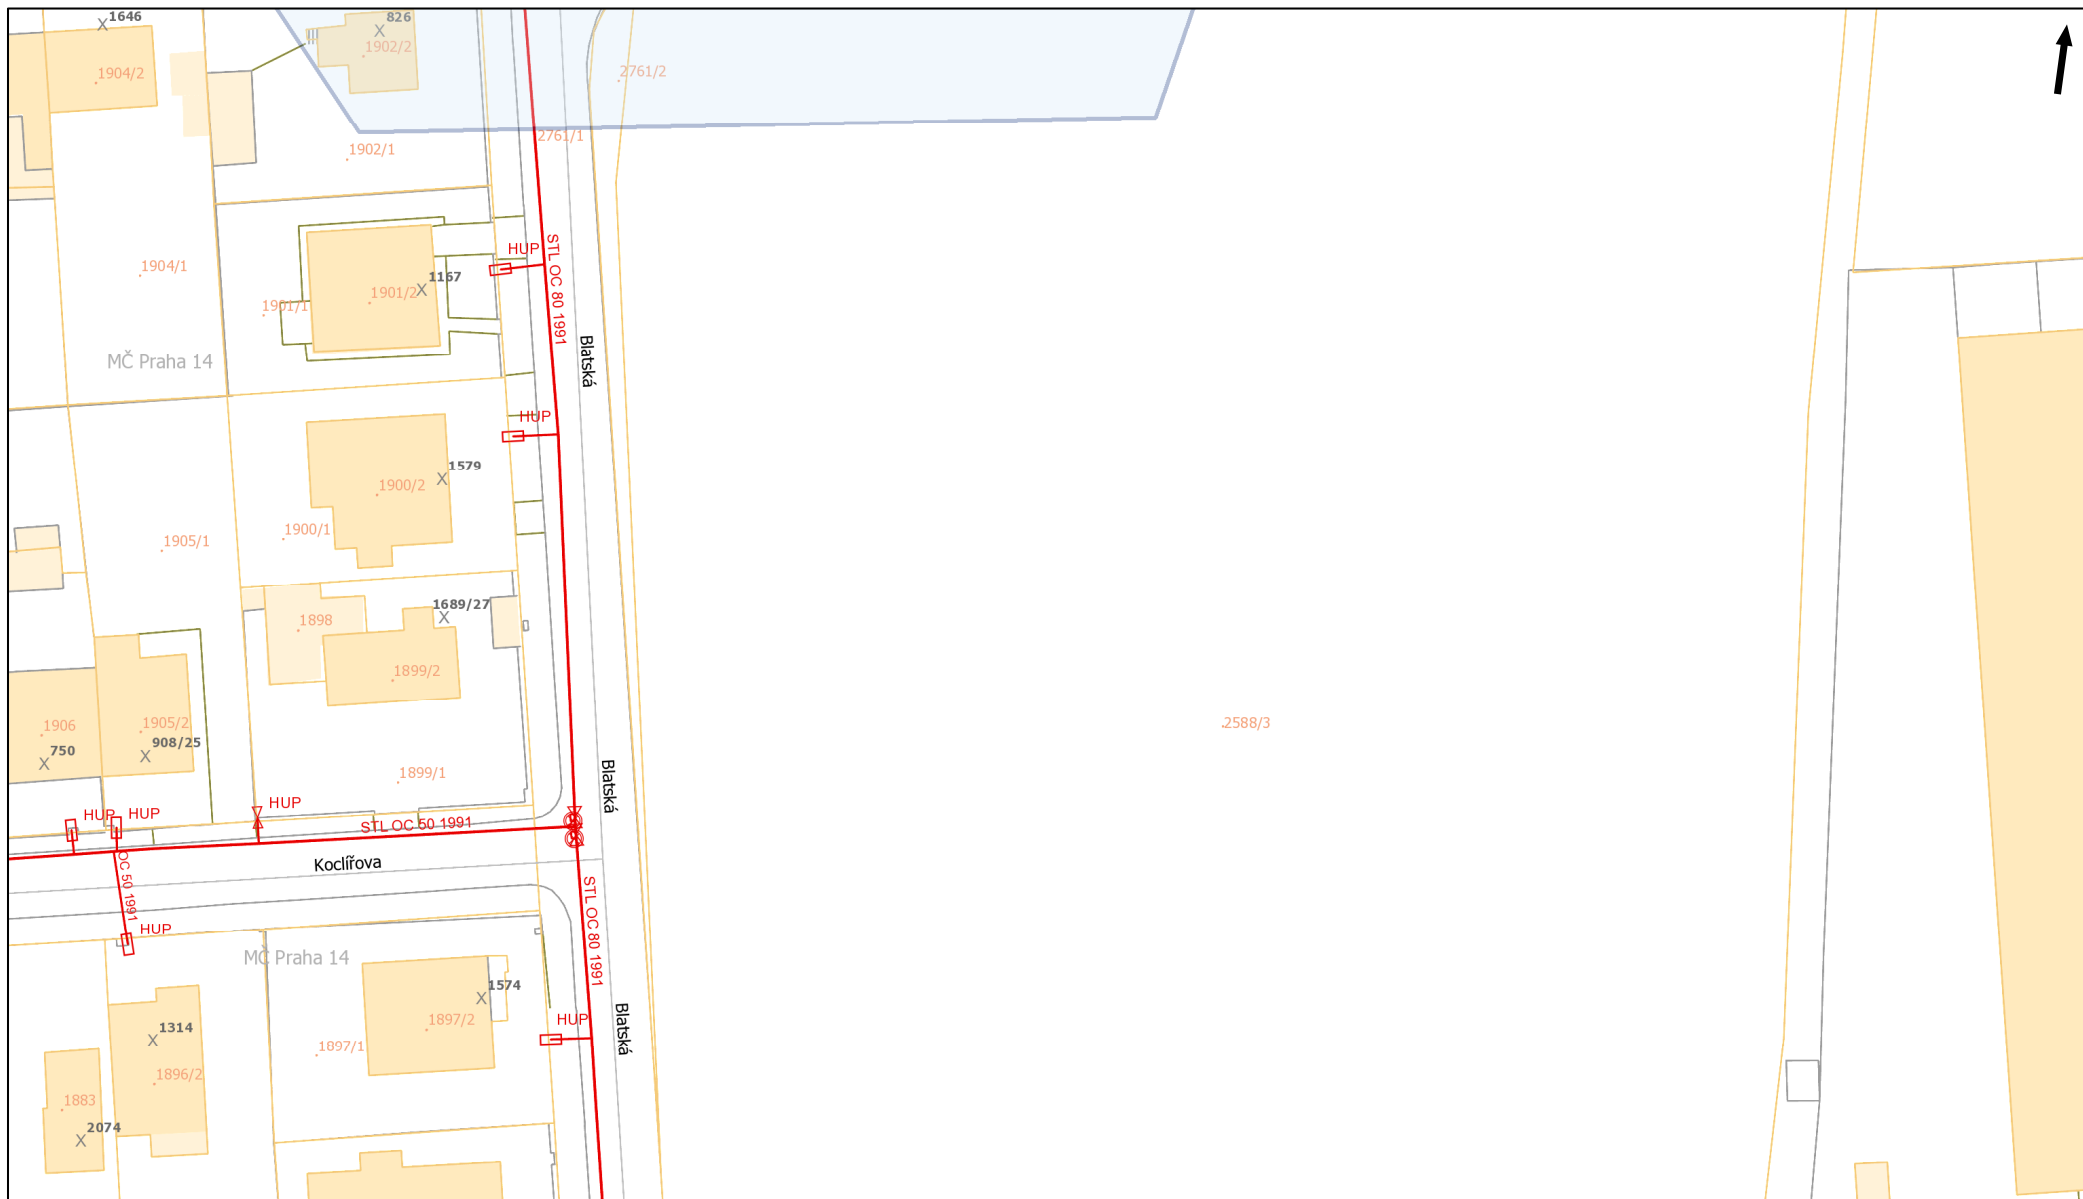 1646
826
1902/2
1904/2
2761/2
2761/1
1902/1
HUP
STL OC 80 1991
1904/1
1167
1901/2
1901/1
Blatská
MČ Praha 14
HUP
1579
1900/2
1900/1
1905/1
1689/27
1898
1899/2
1906
1905/2
2588/3
750
908/25
Blatská
1899/1
HUP
HUP
HUP
STL OC 50 1991
Koclířova
OC 50 1991
STL OC 80 1991
HUP
MČ Praha 14
1574
HUP
1897/2
Blatská
1314
1897/1
1896/2
1883
2074